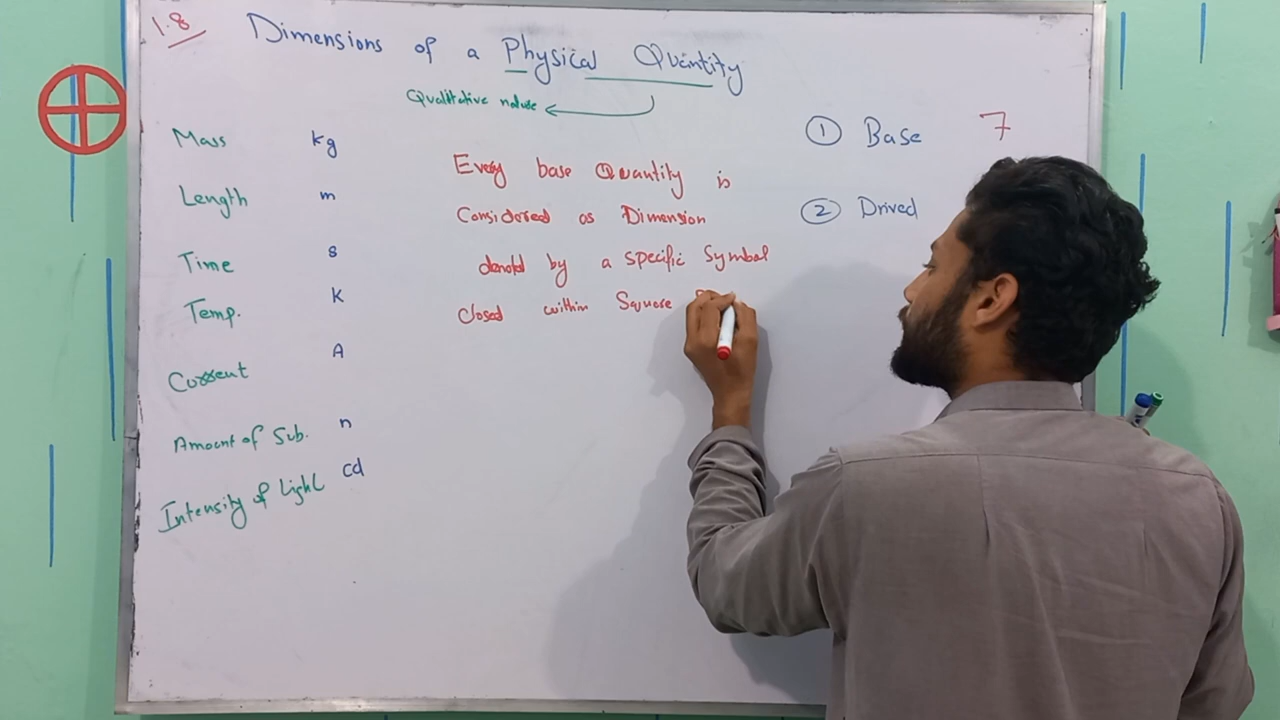 1.8
Dimensions of a Physical Quantity
Qualitative nature
Mass kg
Length m
Time s
Temp. K
Current A
Amount of Sub. n
Intensity of Light cd
Every base Quantity is
Considered as Dimension
denoted by a specific Symbol
closed within Square
1 Base 7
2 Drived